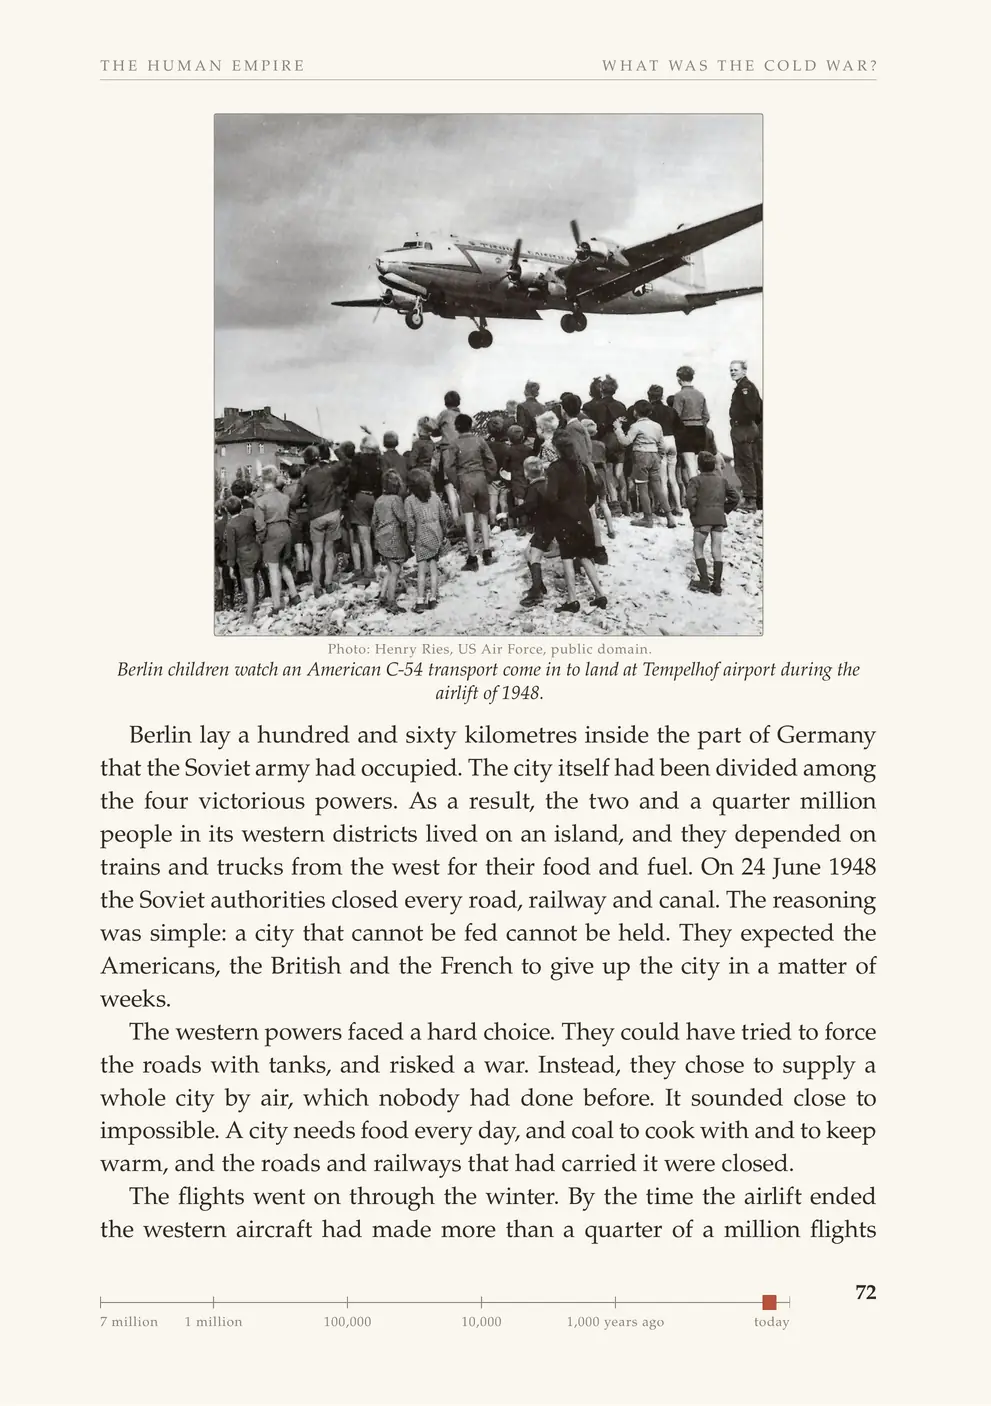 THE HUMAN EMPIRE
WHAT WAS THE COLD WAR?
Photo: Henry Ries, US Air Force, public domain.
Berlin children watch an American C-54 transport come in to land at Tempelhof airport during the
airlift of 1948.
Berlin lay a hundred and sixty kilometres inside the part of Germany
that the Soviet army had occupied. The city itself had been divided among
the four victorious powers. As a result, the two and a quarter million
people in its western districts lived on an island, and they depended on
trains and trucks from the west for their food and fuel. On 24 June 1948
the Soviet authorities closed every road, railway and canal. The reasoning
was simple: a city that cannot be fed cannot be held. They expected the
Americans, the British and the French to give up the city in a matter of
weeks.
The western powers faced a hard choice. They could have tried to force
the roads with tanks, and risked a war. Instead, they chose to supply a
whole city by air, which nobody had done before. It sounded close to
impossible. A city needs food every day, and coal to cook with and to keep
warm, and the roads and railways that had carried it were closed.
The flights went on through the winter. By the time the airlift ended
the western aircraft had made more than a quarter of a million flights
72
7 million
1 million
100,000
10,000
1,000 years ago
today